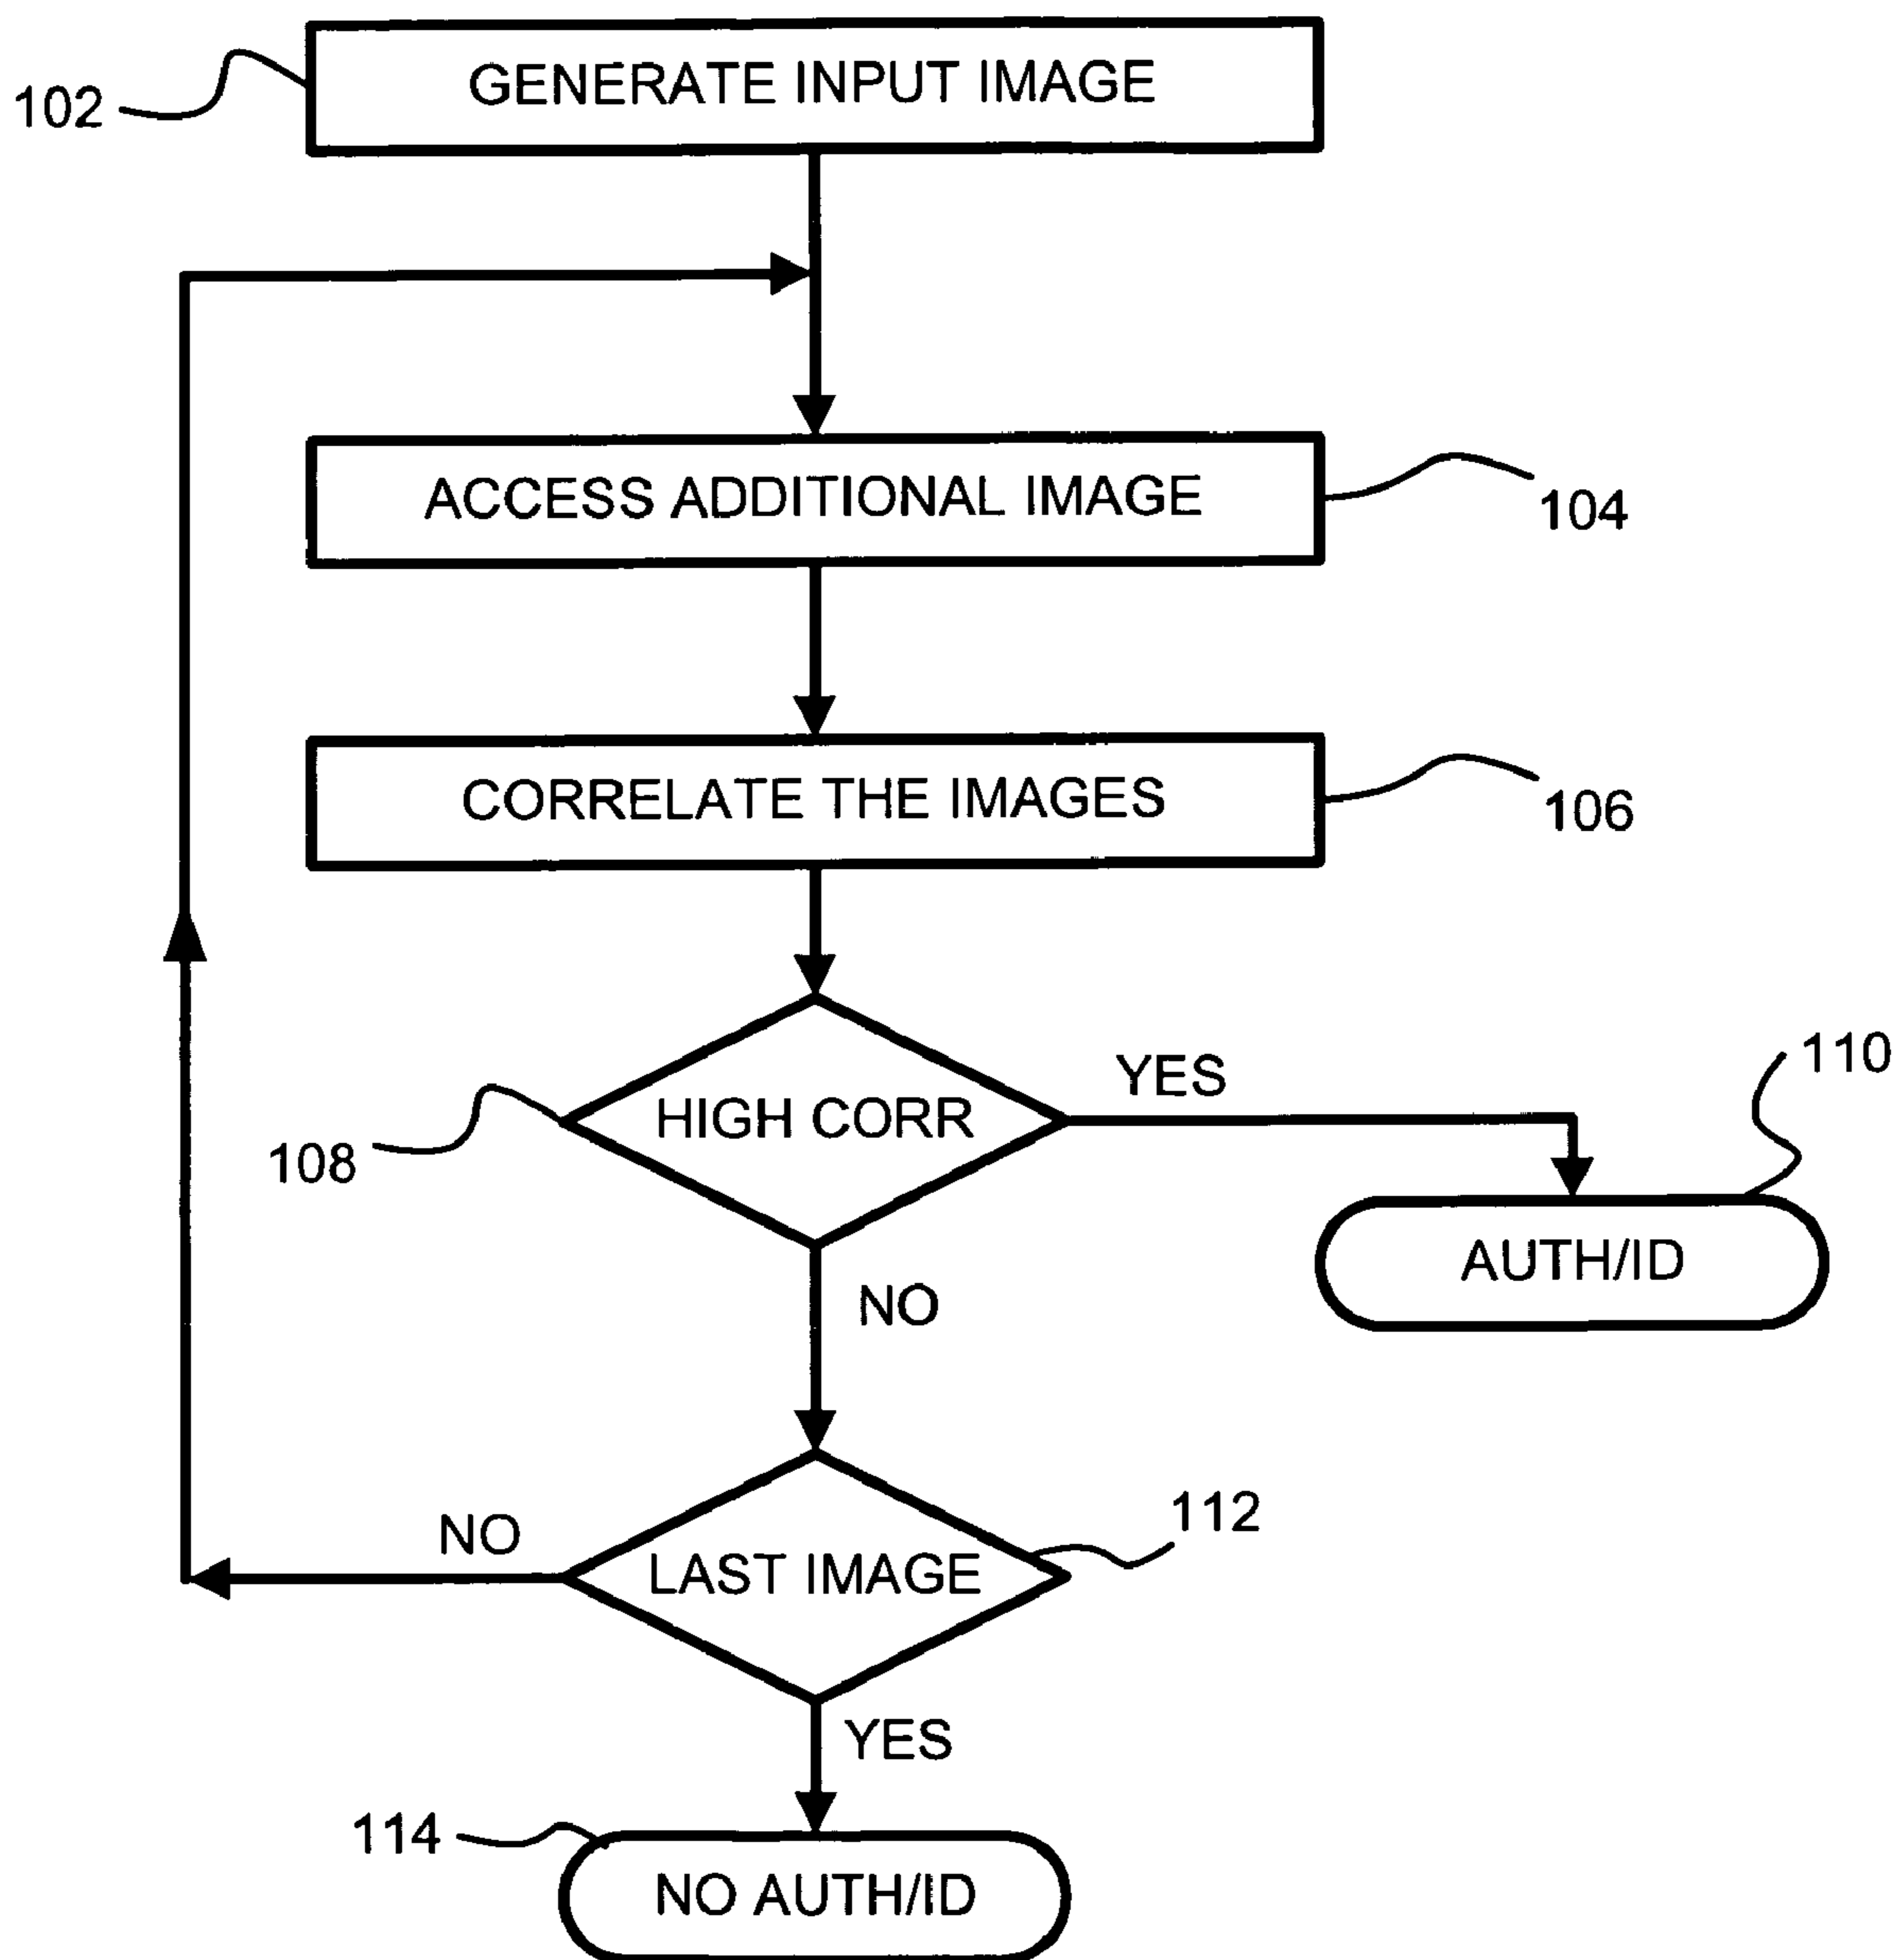 102
GENERATE INPUT IMAGE
ACCESS ADDITIONAL IMAGE
104
CORRELATE THE IMAGES
106
HIGH CORR
YES
110
108
AUTH/ID
NO
112
NO
LAST IMAGE
YES
114
NO AUTH/ID